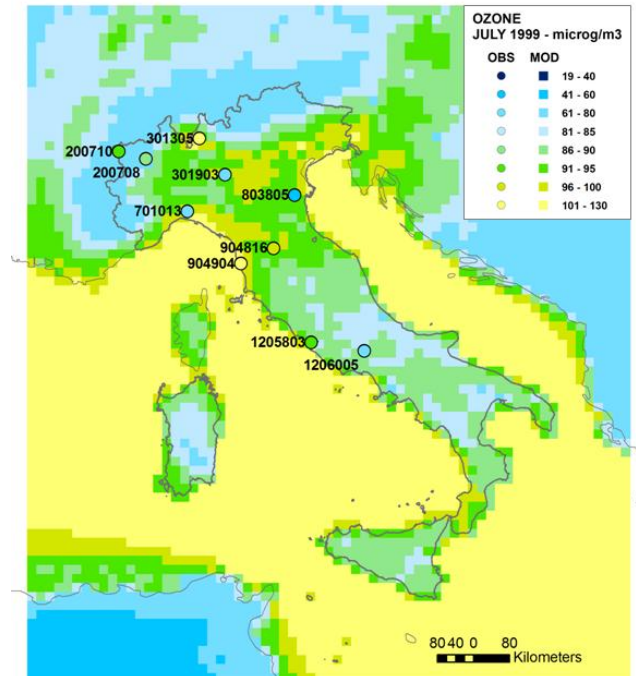 OZONE
JULY 1999 - microg/m3
OBS MOD
19 - 40
41 - 60
61 - 80
81 - 85
86 - 90
91 - 95
96 - 100
101 - 130
301305
200710
200708
301903
803805
701013
904816
904904
1205803
1206005
80 40 0 80
Kilometers